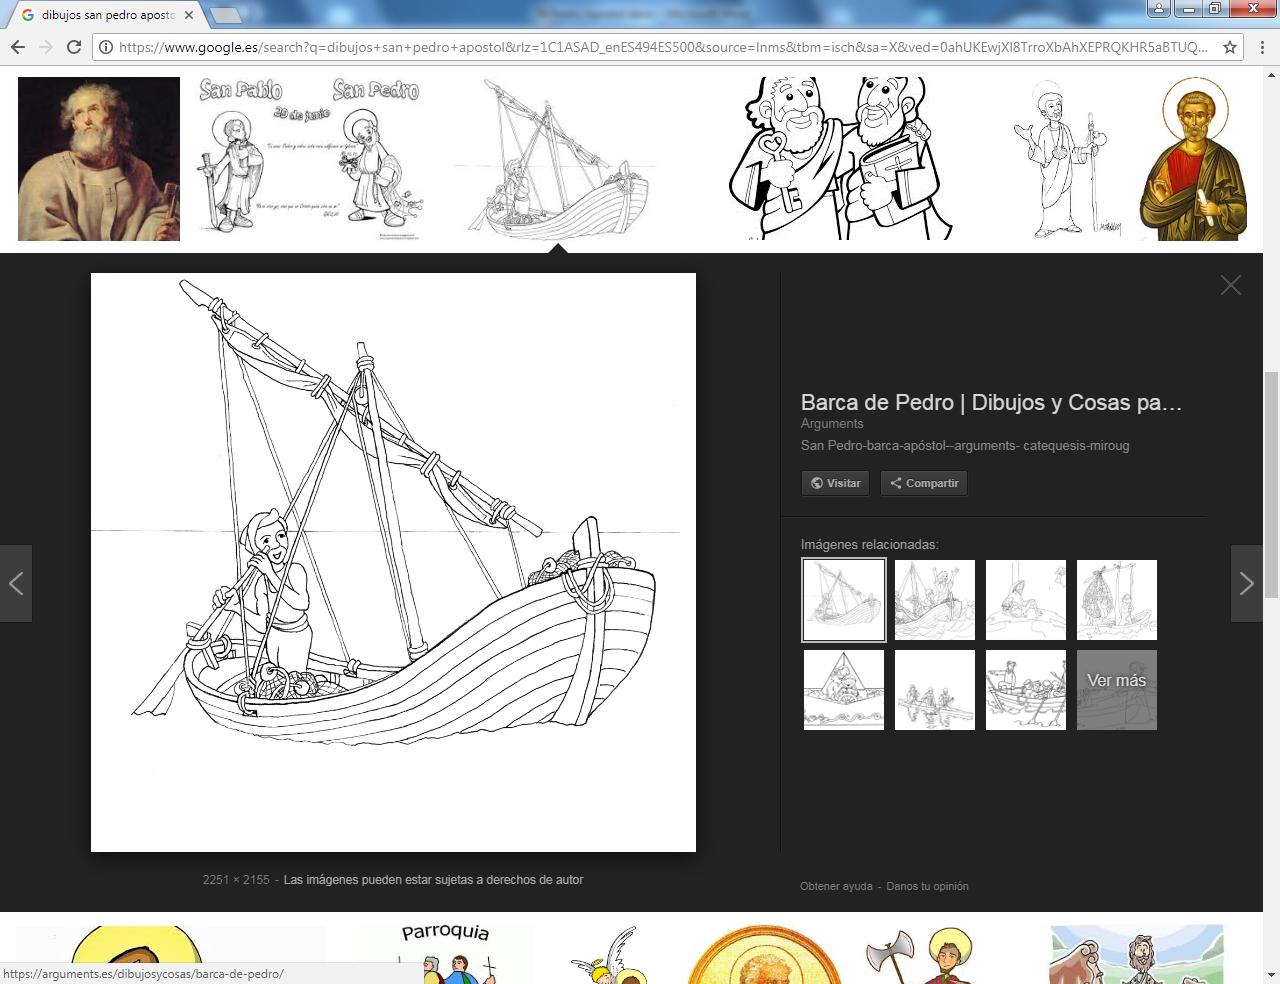 dibujos san pedro aposto
https://www.google.es/search?q=dibujos+san+pedro+apostol&rlz=1C1ASAD_enES494ES500&source=lnms&tbm=isch&sa=X&ved=0ahUKEwjXl8TrroXbAhXEPRQKHR5aBTUQ...
San Pablo San Pedro
29 de junio
Barca de Pedro | Dibujos y Cosas pa...
Arguments
San Pedro-barca-apóstol--arguments- catequesis-miroug
Visitar
Compartir
Imágenes relacionadas:
Ver más
2251 × 2155 - Las imágenes pueden estar sujetas a derechos de autor
Obtener ayuda - Danos tu opinión
Parroquia
https://arguments.es/dibujosycosas/barca-de-pedro/